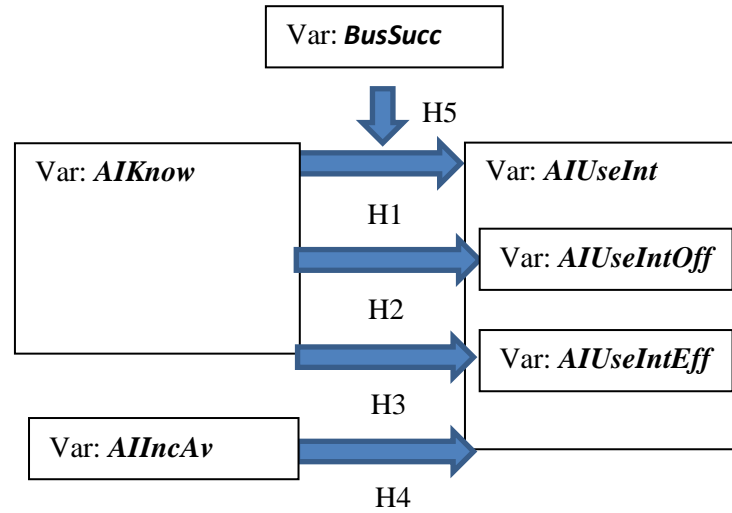 Var: BusSucc
H5
Var: AIKnow
Var: AIUseInt
H1
Var: AIUseIntOff
H2
Var: AIUseIntEff
H3
Var: AIIncAv
H4